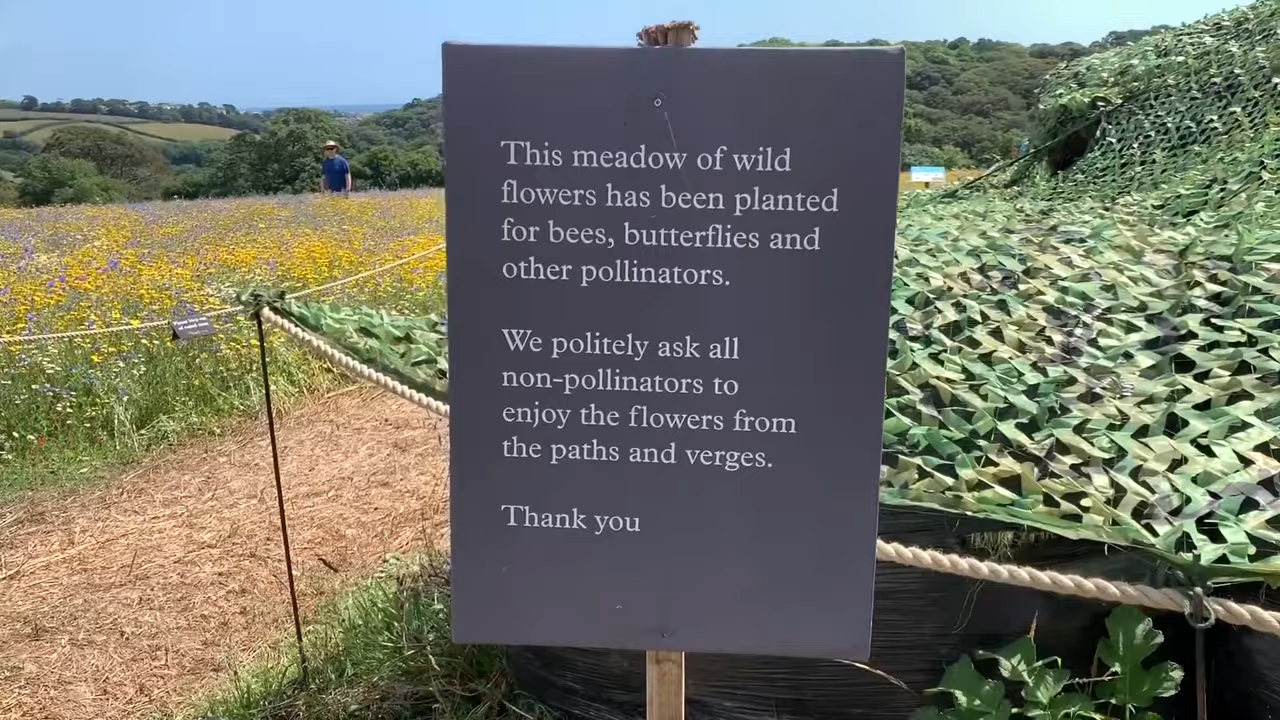 This meadow of wild
flowers has been planted
for bees, butterflies and
other pollinators.
We politely ask all
non-pollinators to
enjoy the flowers from
the paths and verges.
Thank you